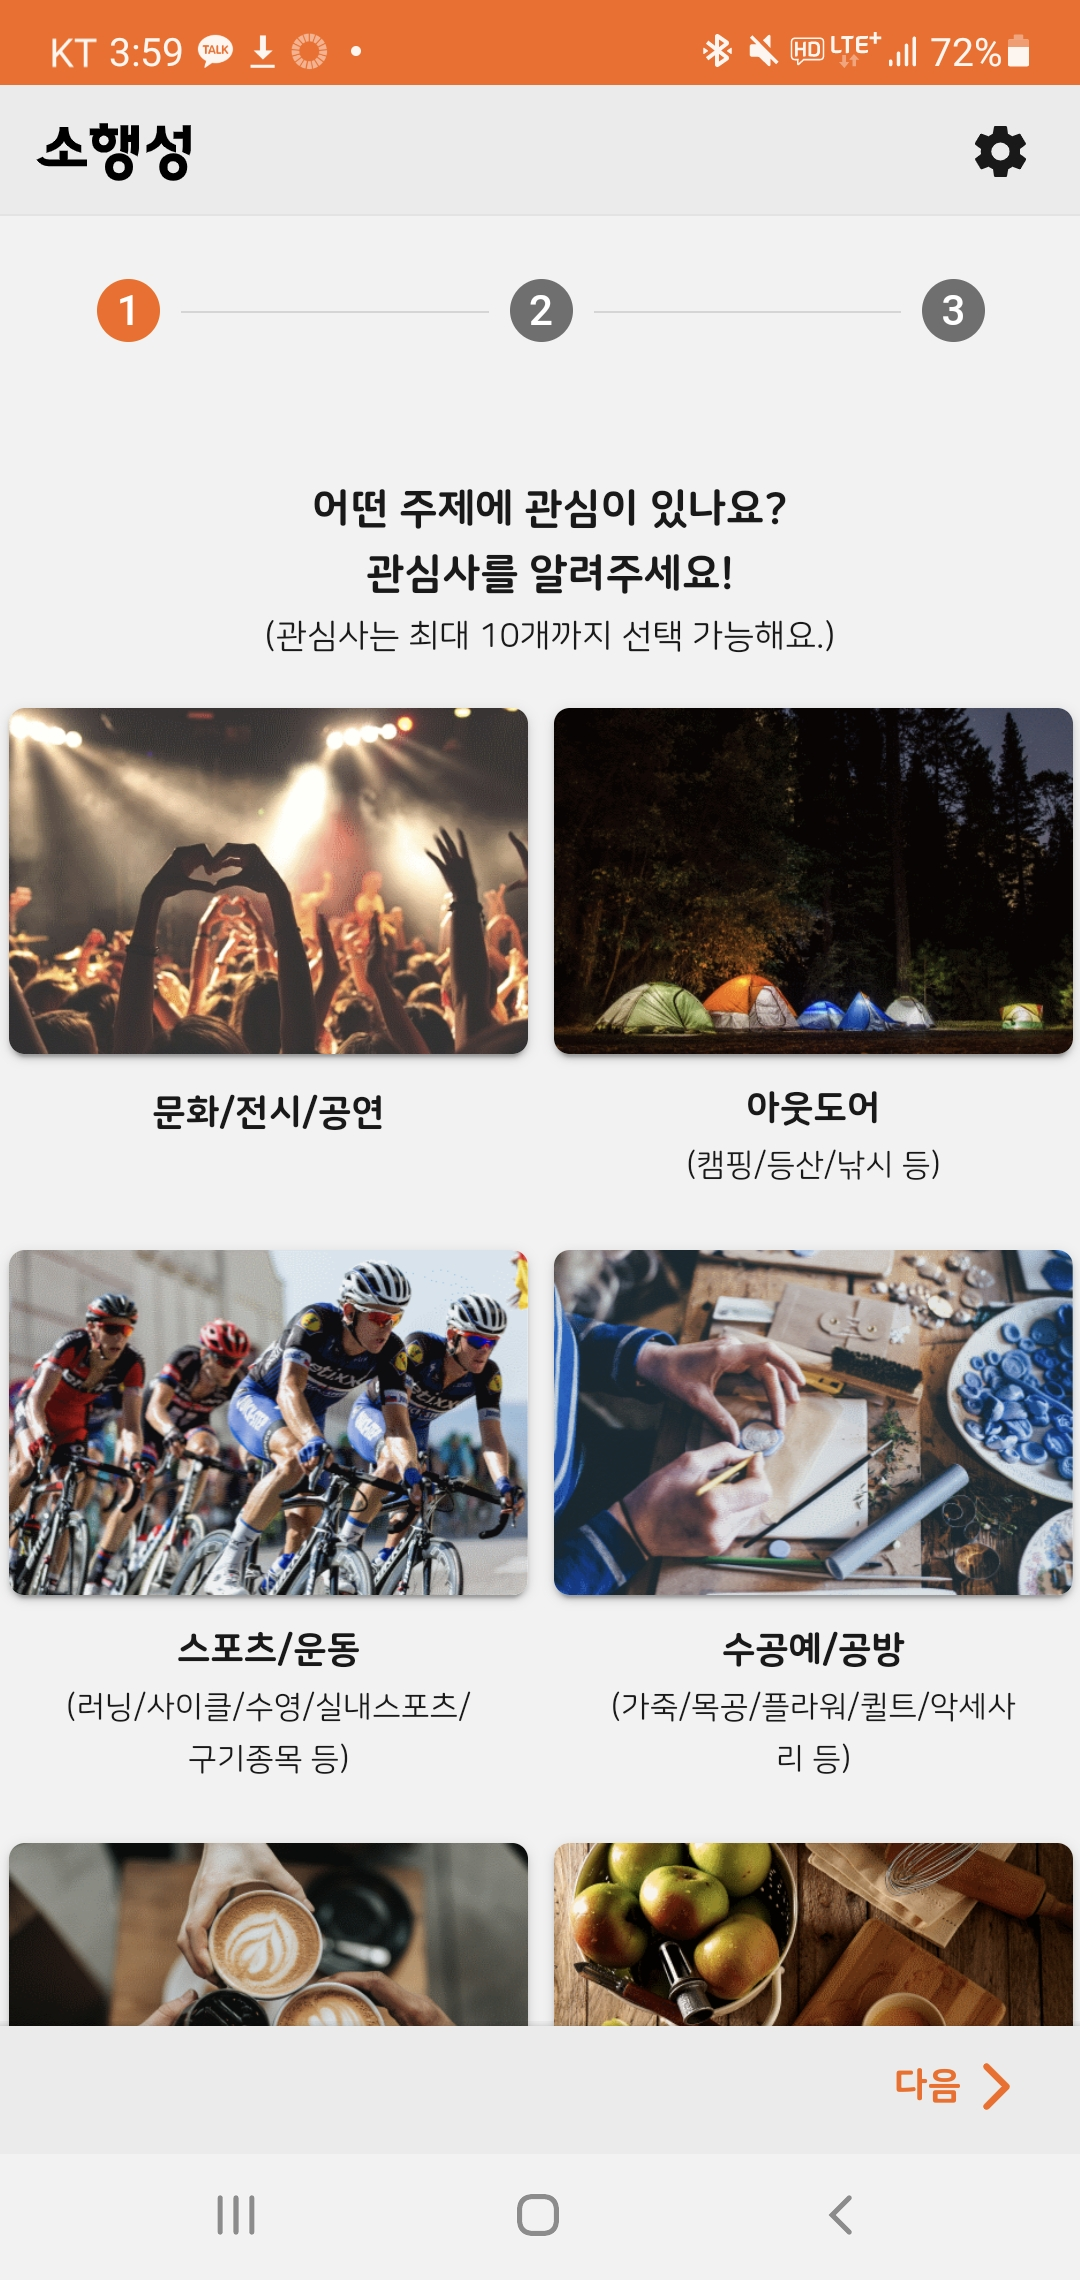 KT 3:59 TALK HD LTE+ 72%
소행성
1 2 3
어떤 주제에 관심이 있나요?
관심사를 알려주세요!
(관심사는 최대 10개까지 선택 가능해요.)
문화/전시/공연
아웃도어
(캠핑/등산/낚시 등)
스포츠/운동
(러닝/사이클/수영/실내스포츠/
구기종목 등)
수공예/공방
(가죽/목공/플라워/퀼트/악세사
리 등)
다음